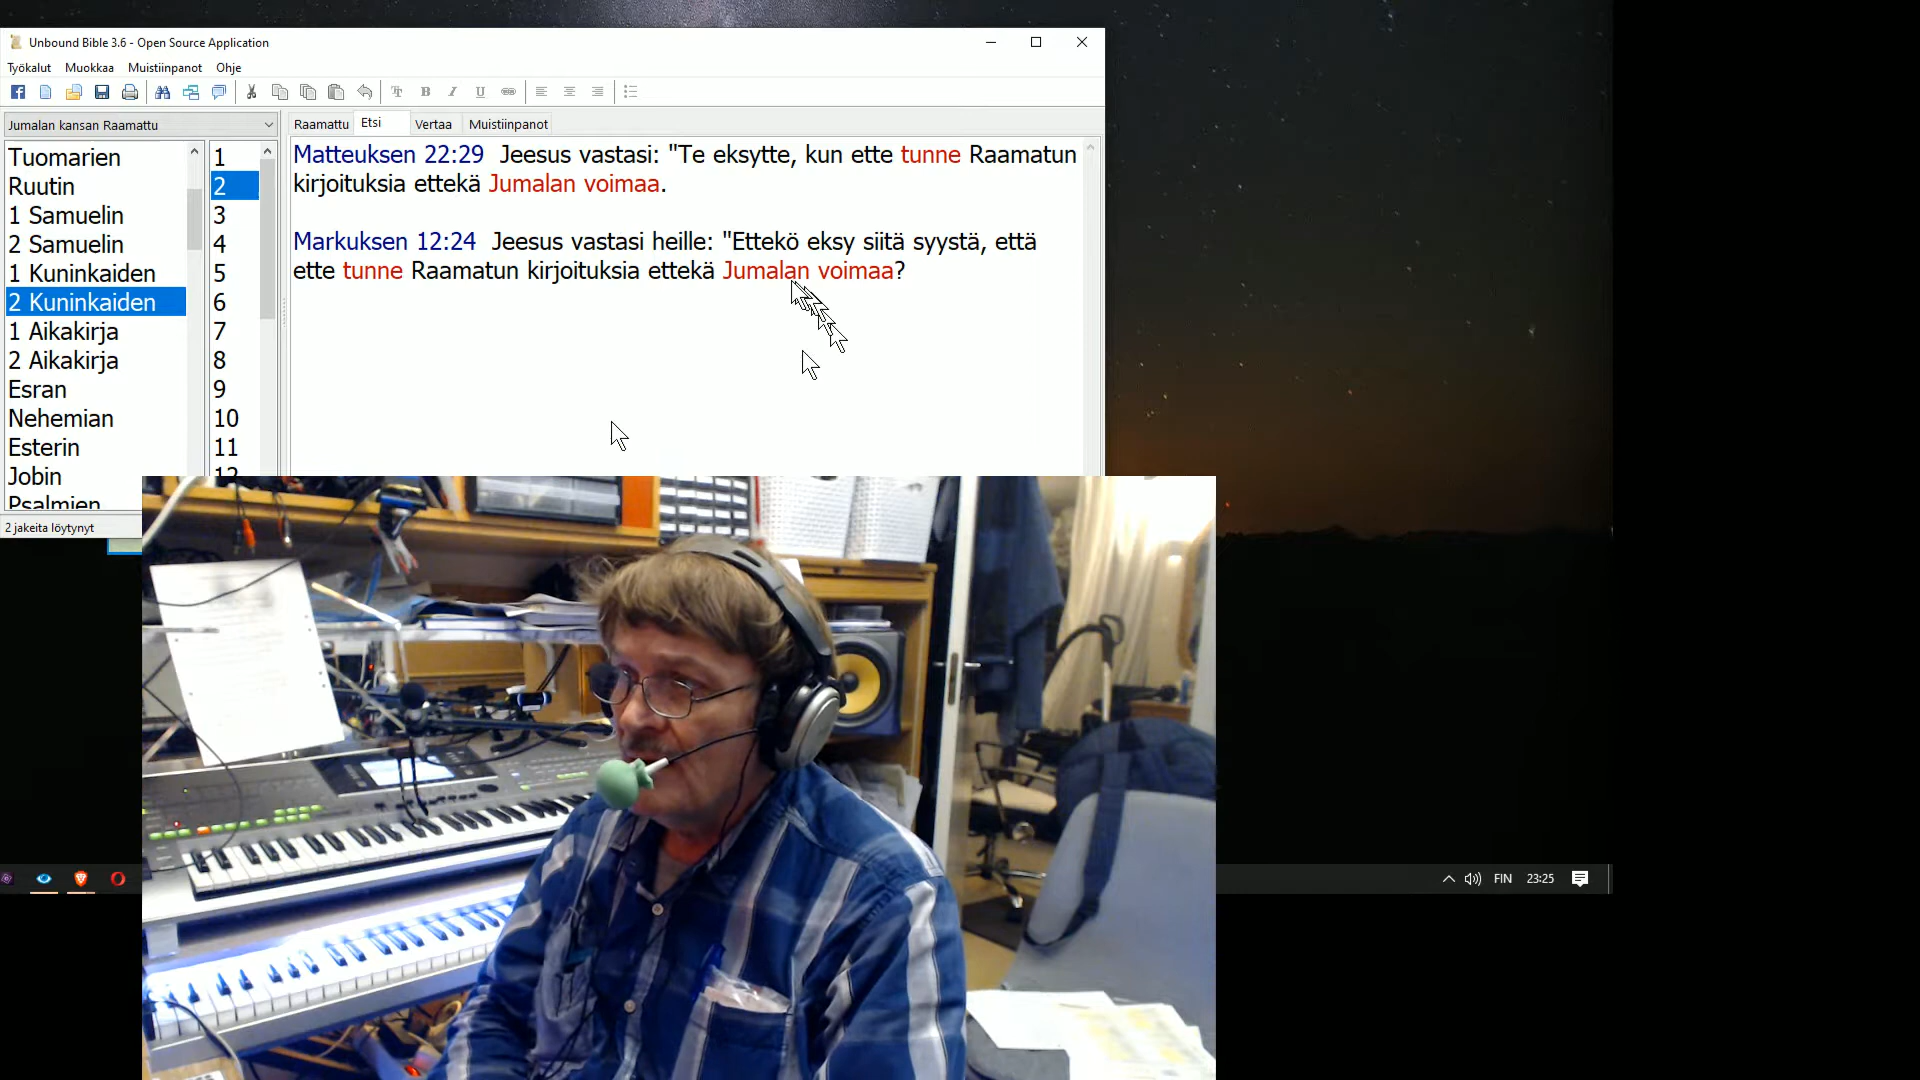 Unbound Bible 3.6 - Open Source Application
Työkalut Muokkaa Muistiinpanot Ohje
Jumalan kansan Raamattu
Raamattu Etsi Vertaa Muistiinpanot
Tuomarien
Ruutin
1 Samuelin
2 Samuelin
1 Kuninkaiden
2 Kuninkaiden
1 Aikakirja
2 Aikakirja
Esran
Nehemian
Esterin
Jobin
Psalmien
1
2
3
4
5
6
7
8
9
10
11
12
Matteuksen 22:29 Jeesus vastasi: "Te eksytte, kun ette tunne Raamatun
kirjoituksia ettekä Jumalan voimaa.
Markuksen 12:24 Jeesus vastasi heille: "Ettekö eksy siitä syystä, että
ette tunne Raamatun kirjoituksia ettekä Jumalan voimaa?
2 jakeita löytynyt
FIN 23:25